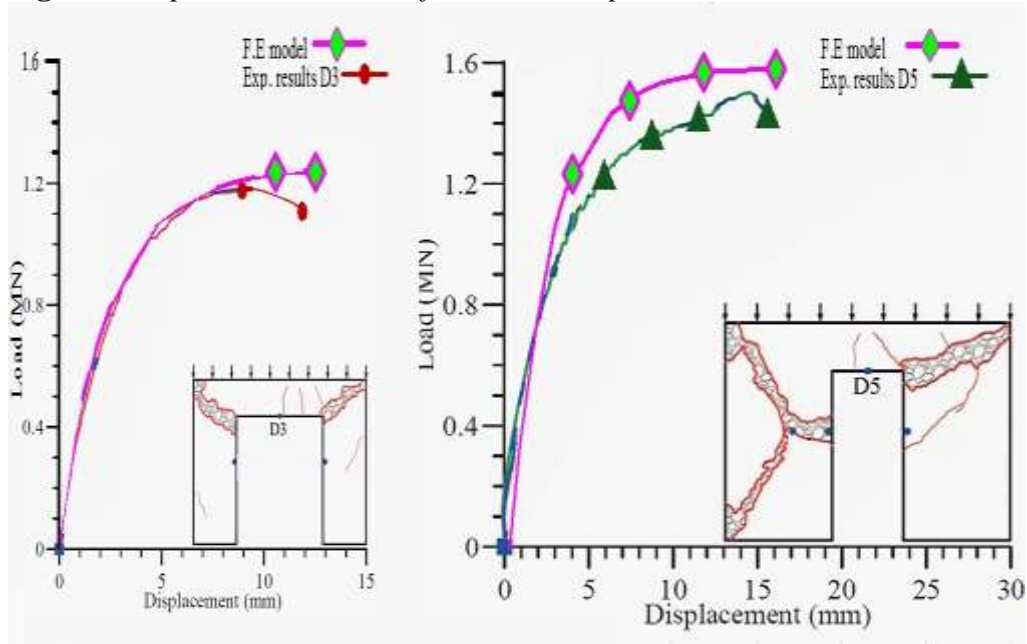 F.E model
Exp. results D3
1.6
1.2
0.8
0.4
0
Load (MN)
D3
0
5
10
15
Displacement (mm)
F.E model
Exp. results D5
1.6
1.2
0.8
0.4
0
Load (MN)
D5
0
5
10
15
20
25
30
Displacement (mm)